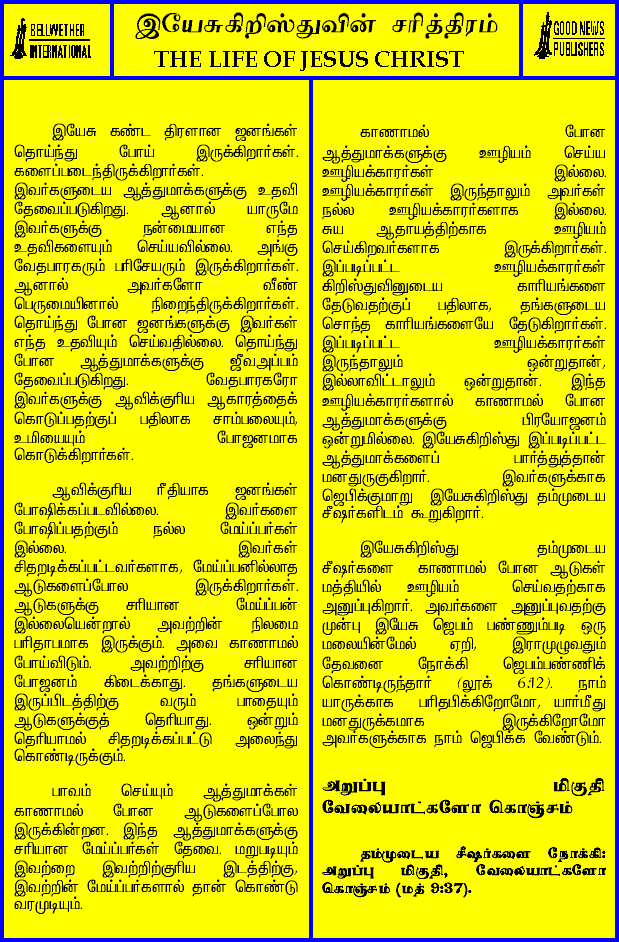 BELLWETHER
INTERNATIONAL
இயேசுகிறிஸ்துவின் சரித்திரம்
THE LIFE OF JESUS CHRIST
GOOD NEWS
PUBLISHERS
இயேசு கண்ட திரளான ஜனங்கள்
தொய்ந்து போய் இருக்கிறார்கள்.
களைப்படைந்திருக்கிறார்கள்.
இவர்களுடைய ஆத்துமாக்களுக்கு உதவி
தேவைப்படுகிறது. ஆனால் யாருமே
இவர்களுக்கு நன்மையான எந்த
உதவிகளையும் செய்யவில்லை. அங்கு
வேதபாரகரும் பரிசேயரும் இருக்கிறார்கள்.
ஆனால் அவர்களோ வீண்
பெருமையினால் நிறைந்திருக்கிறார்கள்.
தொய்ந்து போன ஜனங்களுக்கு இவர்கள்
எந்த உதவியும் செய்வதில்லை. தொய்ந்து
போன ஆத்துமாக்களுக்கு ஜீவஅப்பம்
தேவைப்படுகிறது. வேதபாரகரோ
இவர்களுக்கு ஆவிக்குரிய ஆகாரத்தைக்
கொடுப்பதற்குப் பதிலாக சாம்பலையும்,
உமியையும் போஜனமாக
கொடுக்கிறார்கள்.
ஆவிக்குரிய ரீதியாக ஜனங்கள்
போஷிக்கப்படவில்லை. இவர்களை
போஷிப்பதற்கும் நல்ல மேய்ப்பர்கள்
இல்லை. இவர்கள்
சிதறடிக்கப்பட்டவர்களாக, மேய்ப்பனில்லாத
ஆடுகளைப்போல இருக்கிறார்கள்.
ஆடுகளுக்கு சரியான மேய்ப்பன்
இல்லையென்றால் அவற்றின் நிலமை
பரிதாபமாக இருக்கும். அவை காணாமல்
போய்விடும். அவற்றிற்கு சரியான
போஜனம் கிடைக்காது. தங்களுடைய
இருப்பிடத்திற்கு வரும் பாதையும்
ஆடுகளுக்குத் தெரியாது. ஒன்றும்
தெரியாமல் சிதறடிக்கப்பட்டு அலைந்து
கொண்டிருக்கும்.
பாவம் செய்யும் ஆத்துமாக்கள்
காணாமல் போன ஆடுகளைப்போல
இருக்கின்றன. இந்த ஆத்துமாக்களுக்கு
சரியான மேய்ப்பர்கள் தேவை. மறுபடியும்
இவற்றை இவற்றிற்குரிய இடத்திற்கு,
இவற்றின் மேய்ப்பர்களால் தான் கொண்டு
வரமுடியும்.
காணாமல் போன
ஆத்துமாக்களுக்கு ஊழியம் செய்ய
ஊழியக்காரர்கள் இல்லை.
ஊழியக்காரர்கள் இருந்தாலும் அவர்கள்
நல்ல ஊழியக்காரர்களாக இல்லை.
சுய ஆதாயத்திற்காக ஊழியம்
செய்கிறவர்களாக இருக்கிறார்கள்.
இப்படிப்பட்ட ஊழியக்காரர்கள்
கிறிஸ்துவினுடைய காரியங்களை
தேடுவதற்குப் பதிலாக, தங்களுடைய
சொந்த காரியங்களையே தேடுகிறார்கள்.
இப்படிப்பட்ட ஊழியக்காரர்கள்
இருந்தாலும் ஒன்றுதான்,
இல்லாவிட்டாலும் ஒன்றுதான். இந்த
ஊழியக்காரர்களால் காணாமல் போன
ஆத்துமாக்களுக்கு பிரயோஜனம்
ஒன்றுமில்லை. இயேசுகிறிஸ்து இப்படிப்பட்ட
ஆத்துமாக்களைப் பார்த்துத்தான்
மனதுருகுகிறார். இவர்களுக்காக
ஜெபிக்குமாறு இயேசுகிறிஸ்து தம்முடைய
சீஷர்களிடம் கூறுகிறார்.
இயேசுகிறிஸ்து தம்முடைய
சீஷர்களை காணாமல் போன ஆடுகள்
மத்தியில் ஊழியம் செய்வதற்காக
அனுப்புகிறார். அவர்களை அனுப்புவதற்கு
முன்பு இயேசு ஜெபம் பண்ணும்படி ஒரு
மலையின்மேல் ஏறி, இராமுழுவதும்
தேவனை நோக்கி ஜெபம்பண்ணிக்
கொண்டிருந்தார் (லூக் 6:12). நாம்
யாருக்காக பரிதபிக்கிறோமோ, யார்மீது
மனதுருக்கமாக இருக்கிறோமோ
அவர்களுக்காக நாம் ஜெபிக்க வேண்டும்.
அறுப்பு மிகுதி
வேலையாட்களோ கொஞ்சம்
தம்முடைய சீஷர்களை நோக்கி:
அறுப்பு மிகுதி, வேலையாட்களோ
கொஞ்சம் (மத் 9:37).